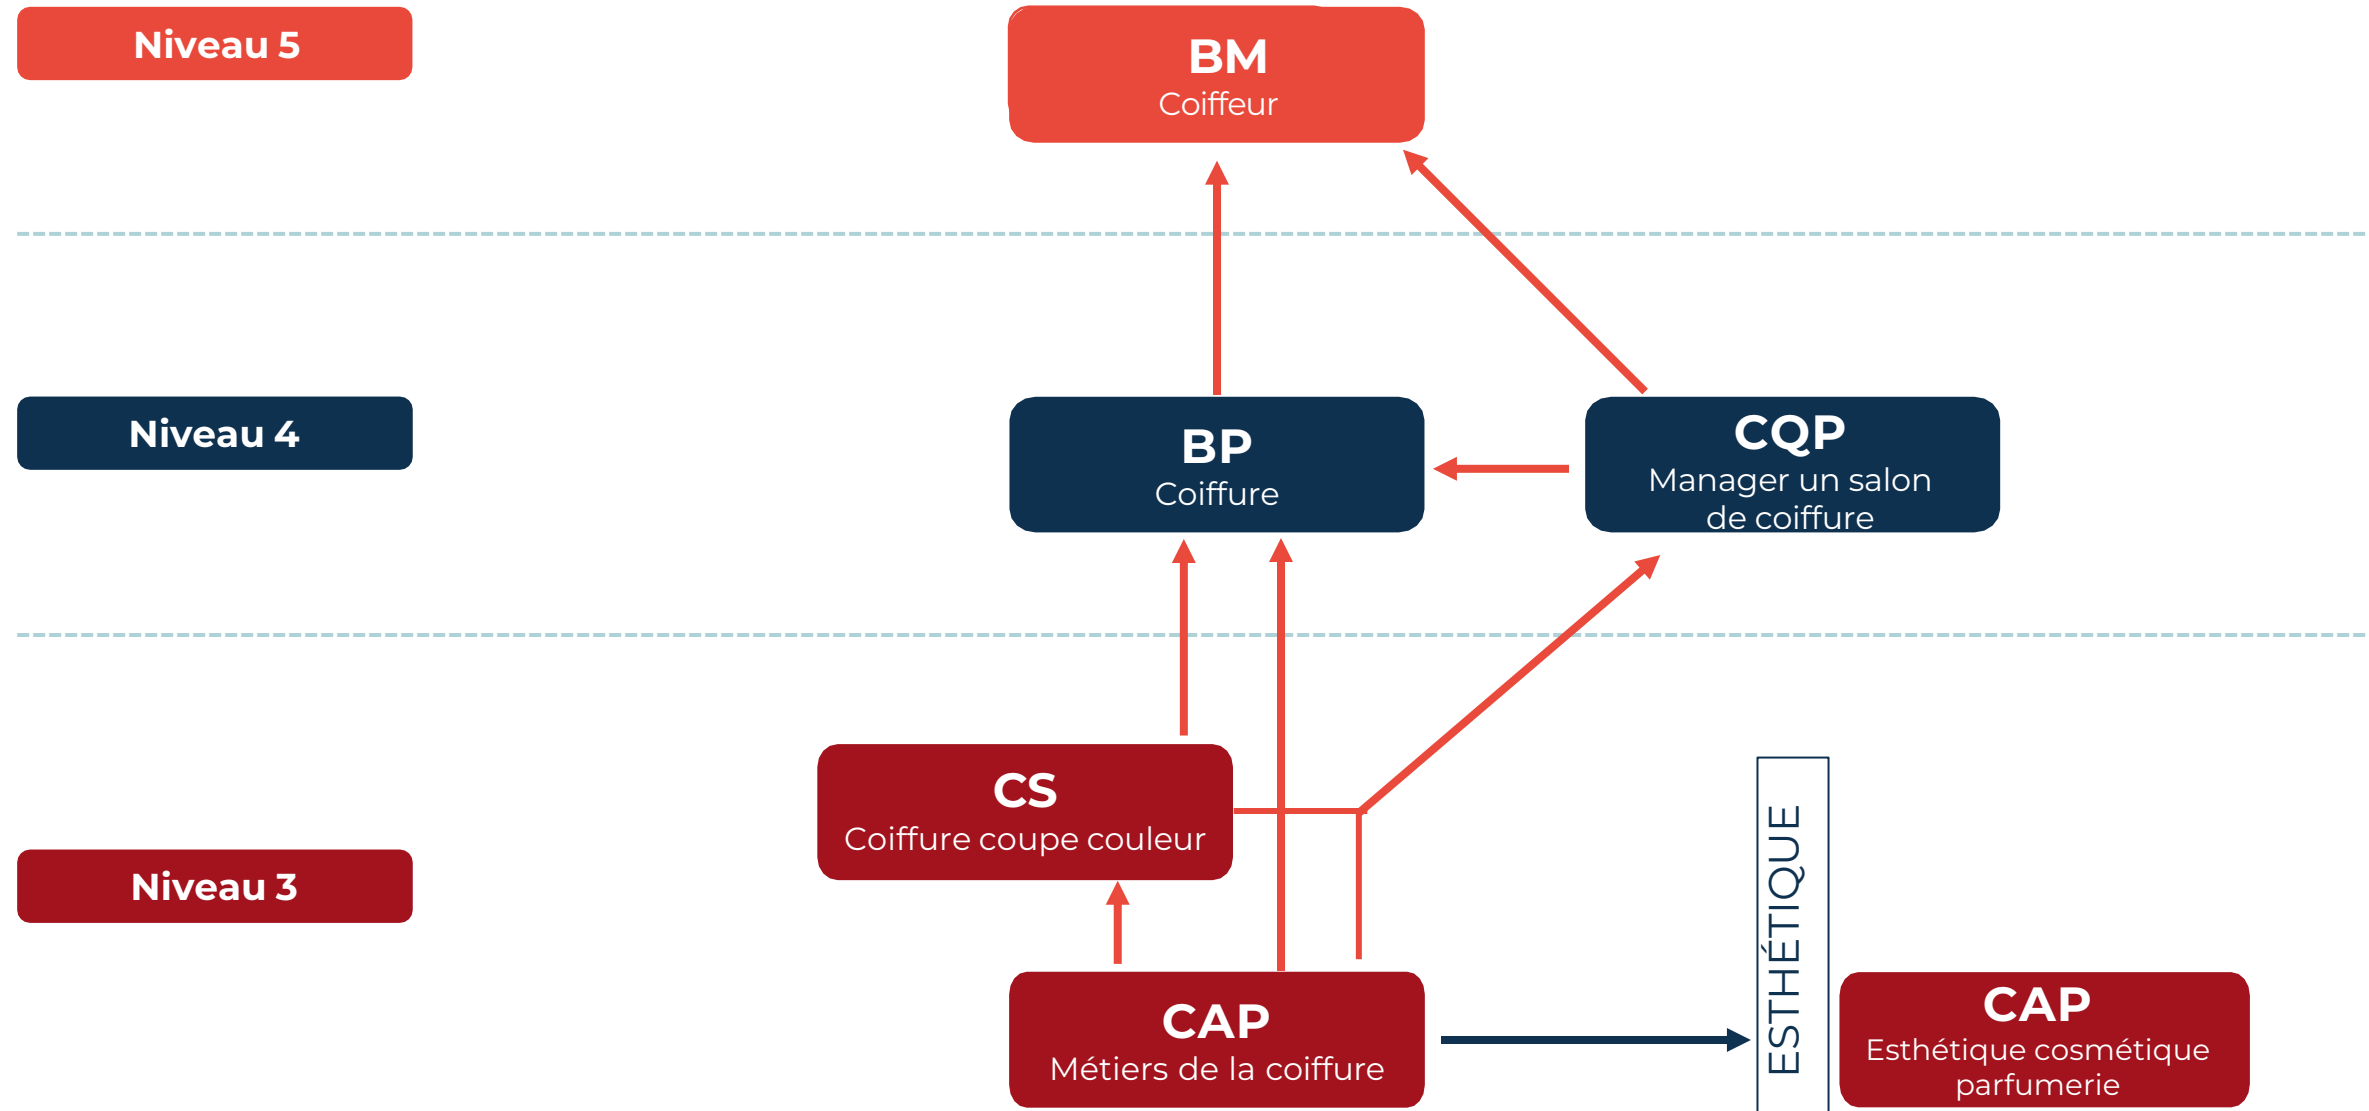 Niveau 5
BM
Coiffeur
Niveau 4
BP
Coiffure
CQP
Manager un salon
de coiffure
CS
Coiffure coupe couleur
Niveau 3
CAP
Métiers de la coiffure
ESTHÉTIQUE
CAP
Esthétique cosmétique
parfumerie